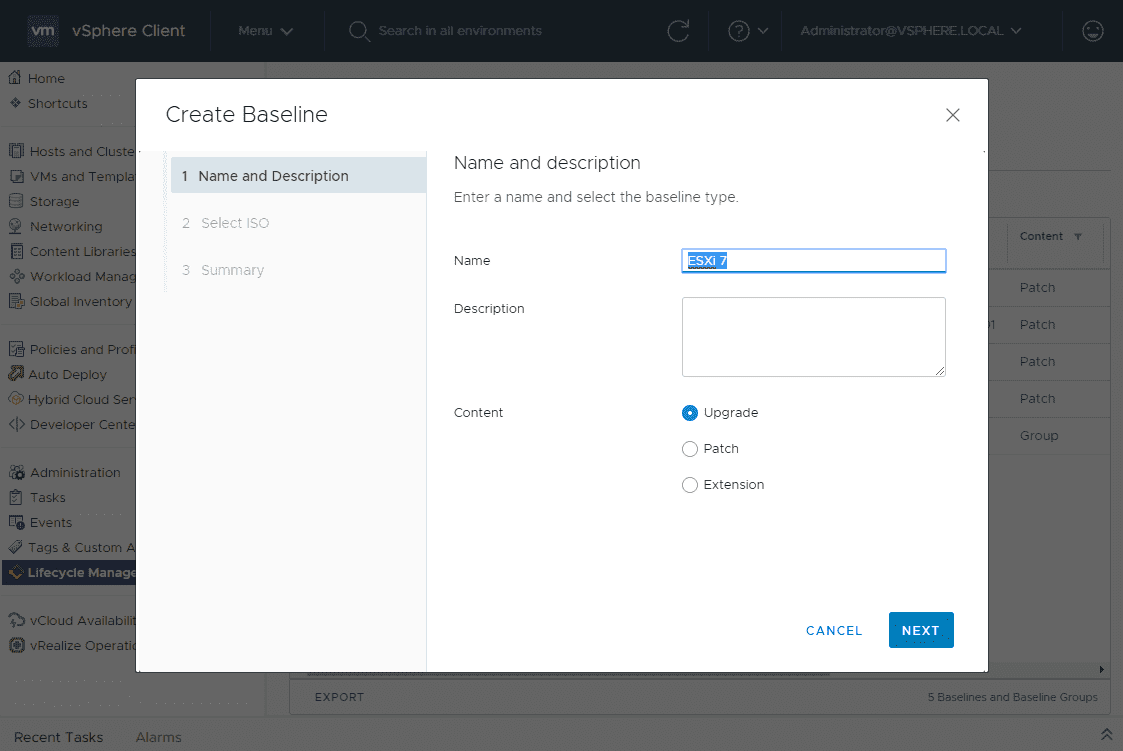 vm vSphere Client Menu Search in all environments Administrator@VSPHERE.LOCAL
Home
Shortcuts
Hosts and Cluste
VMs and Templa
Storage
Networking
Content Libraries
Workload Manag
Global Inventory
Policies and Profi
Auto Deploy
Hybrid Cloud Ser
Developer Cente
Administration
Tasks
Events
Tags & Custom A
Lifecycle Manage
vCloud Availabilit
vRealize Operatio
Create Baseline
1 Name and Description
2 Select ISO
3 Summary
Name and description
Enter a name and select the baseline type.
Name ESXi 7
Description
Content Upgrade
Patch
Extension
CANCEL NEXT
Content
Patch
Patch
Patch
Patch
Group
EXPORT 5 Baselines and Baseline Groups
Recent Tasks Alarms